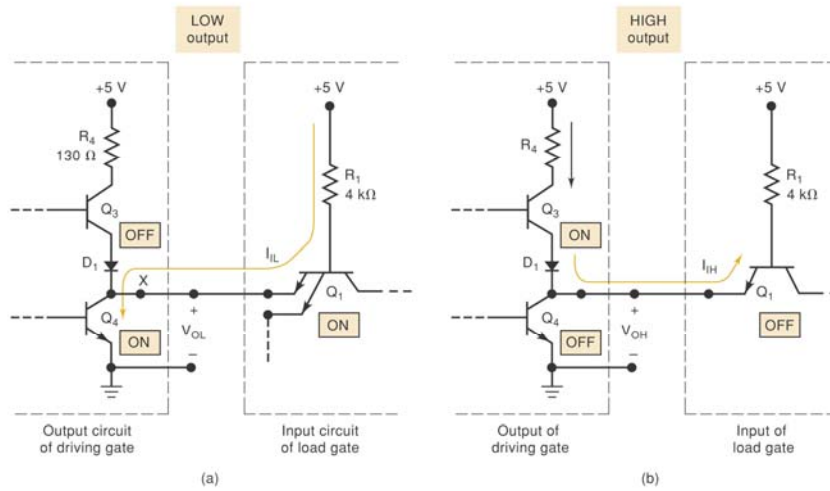 LOW
output
+5 V
R4
130 Ω
Q3
OFF
D1
X
Q4
ON
+
VOL
–
IIL
+5 V
R1
4 kΩ
Q1
ON
Output circuit
of driving gate
Input circuit
of load gate
(a)
HIGH
output
+5 V
R4
Q3
ON
D1
Q4
OFF
+
VOH
–
IIH
+5 V
R1
4 kΩ
Q1
OFF
Output of
driving gate
Input of
load gate
(b)